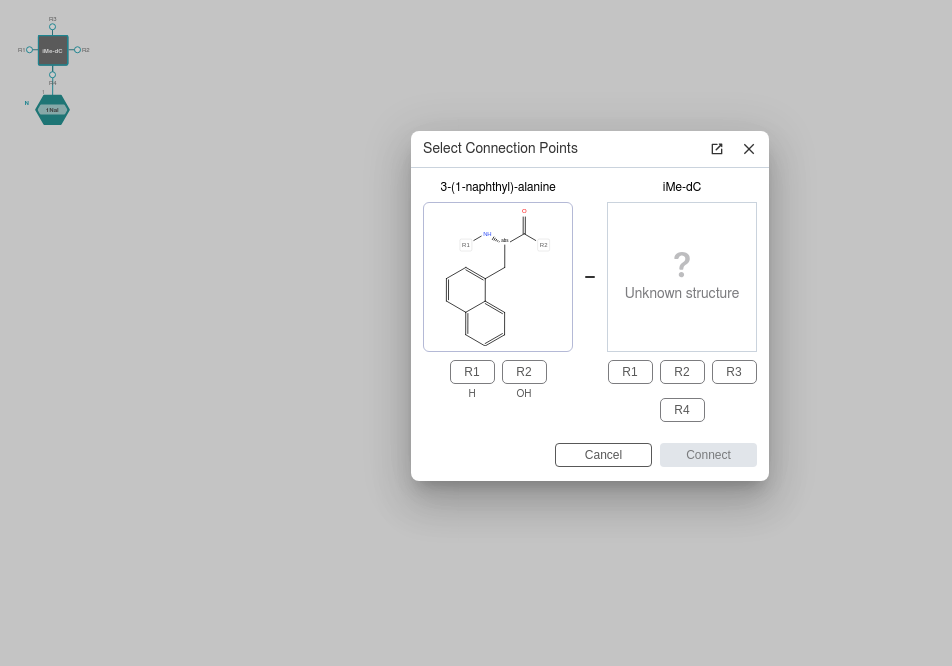 R3
R1
iMe-dC
R2
R4
1
N
1Nal
Select Connection Points
3-(1-naphthyl)-alanine
iMe-dC
O
NH
abs
R1
R2
?
Unknown structure
R1
R2
R1
R2
R3
H
OH
R4
Cancel
Connect